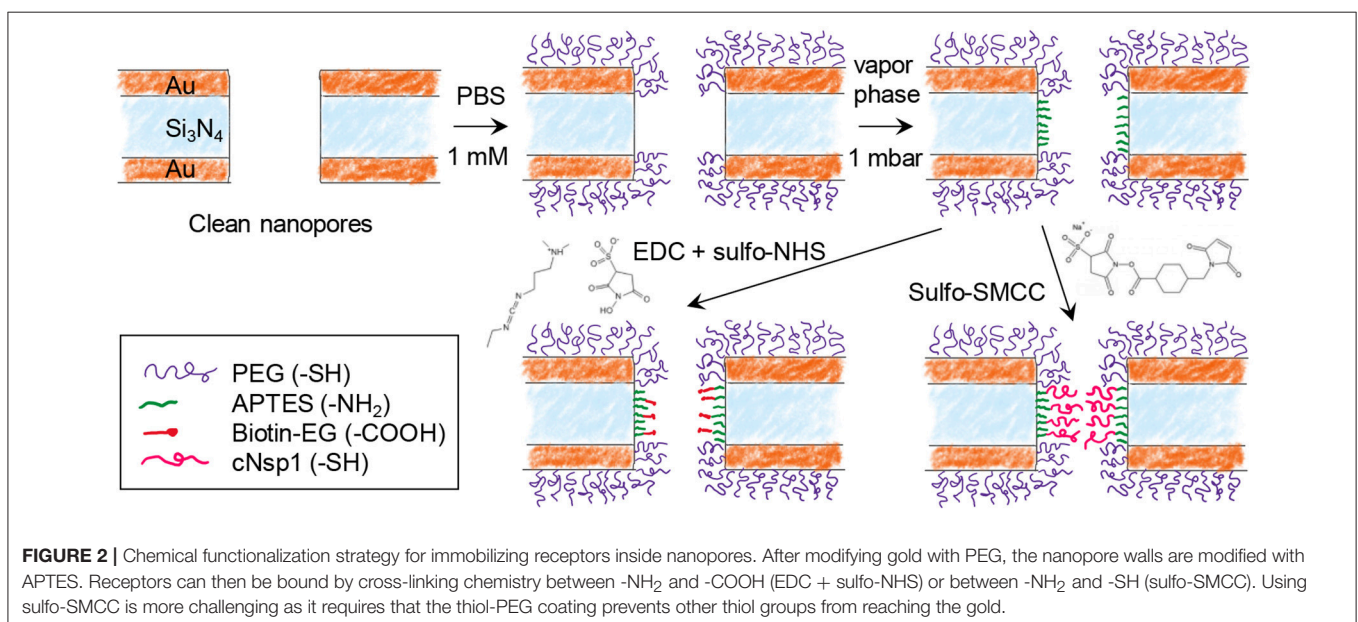 Au
Si3N4
Au
Clean nanopores
PBS
1 mM
vapor
phase
1 mbar
EDC + sulfo-NHS
Sulfo-SMCC
+NH
N
C
N
O
O-
S
O
O
N
O
HO
Na+
O
O-
S
O
O
N
O
O
O
O
N
O
PEG (-SH)
APTES (-NH2)
Biotin-EG (-COOH)
cNsp1 (-SH)
FIGURE 2 | Chemical functionalization strategy for immobilizing receptors inside nanopores. After modifying gold with PEG, the nanopore walls are modified with
APTES. Receptors can then be bound by cross-linking chemistry between -NH2 and -COOH (EDC + sulfo-NHS) or between -NH2 and -SH (sulfo-SMCC). Using
sulfo-SMCC is more challenging as it requires that the thiol-PEG coating prevents other thiol groups from reaching the gold.